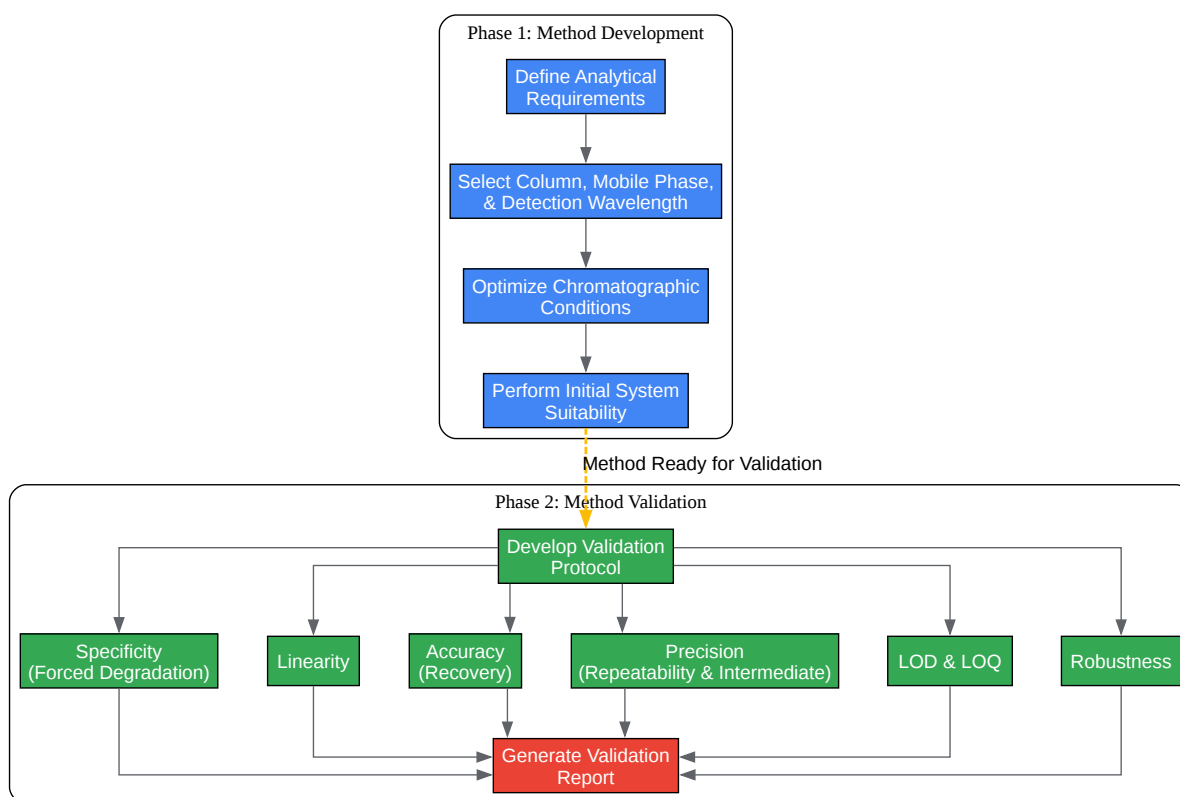 Phase 1: Method Development
Define Analytical
Requirements
Select Column, Mobile Phase,
& Detection Wavelength
Optimize Chromatographic
Conditions
Perform Initial System
Suitability
Method Ready for Validation
Phase 2: Method Validation
Develop Validation
Protocol
Specificity
(Forced Degradation)
Linearity
Accuracy
(Recovery)
Precision
(Repeatability & Intermediate)
LOD & LOQ
Robustness
Generate Validation
Report